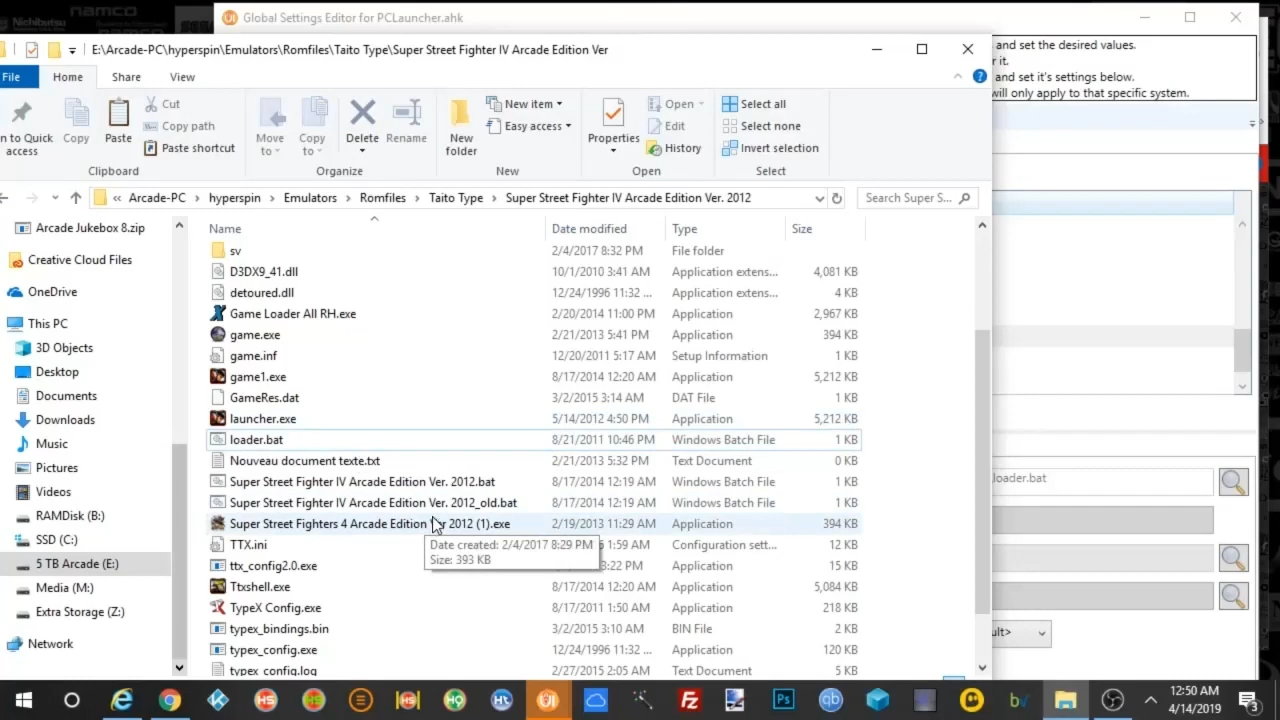 Nichibutsu
namco
namco
Global Settings Editor for PCLauncher.ahk
E:\Arcade-PC\hyperspin\Emulators\Romfiles\Taito Type\Super Street Fighter IV Arcade Edition Ver
and set the desired values.
r it.
and set it's settings below.
will only apply to that specific system.
File Home Share View
n to Quick access
Copy
Paste
Cut
Copy path
Paste shortcut
Clipboard
Move to
Copy to
Delete
Rename
Organize
New folder
New item
Easy access
New
Properties
Open
Edit
History
Open
Select all
Select none
Invert selection
Select
« Arcade-PC › hyperspin › Emulators › Romfiles › Taito Type › Super Street Fighter IV Arcade Edition Ver. 2012
Search Super S...
Arcade Jukebox 8.zip
Creative Cloud Files
OneDrive
This PC
3D Objects
Desktop
Documents
Downloads
Music
Pictures
Videos
RAMDisk (B:)
SSD (C:)
5 TB Arcade (E:)
Media (M:)
Extra Storage (Z:)
Network
Name Date modified Type Size
sv 2/4/2017 8:32 PM File folder
D3DX9_41.dll 10/1/2010 3:41 AM Application extens... 4,081 KB
detoured.dll 12/24/1996 11:32 ... Application extens... 4 KB
Game Loader All RH.exe 2/20/2014 11:00 PM Application 2,967 KB
game.exe 2/21/2013 5:41 PM Application 394 KB
game.inf 12/20/2011 5:17 AM Setup Information 1 KB
game1.exe 8/17/2014 12:20 AM Application 5,212 KB
GameRes.dat 3/2/2015 3:14 AM DAT File 1 KB
launcher.exe 5/14/2012 4:50 PM Application 5,212 KB
loader.bat 8/21/2011 10:46 PM Windows Batch File 1 KB
Nouveau document texte.txt 2/21/2013 5:32 PM Text Document 0 KB
Super Street Fighter IV Arcade Edition Ver. 2012.bat 8/17/2014 12:19 AM Windows Batch File 1 KB
Super Street Fighter IV Arcade Edition Ver. 2012_old.bat 8/17/2014 12:19 AM Windows Batch File 1 KB
Super Street Fighters 4 Arcade Edition er 2012 (1).exe 2/19/2013 11:29 AM Application 394 KB
TTX.ini 1:59 AM Configuration sett... 12 KB
ttx_config2.0.exe 3:22 PM Application 15 KB
Ttxshell.exe 8/17/2014 12:20 AM Application 5,084 KB
TypeX Config.exe 8/17/2011 1:50 AM Application 218 KB
typex_bindings.bin 3/2/2015 3:10 AM BIN File 2 KB
typex_config.exe 12/24/1996 11:32 ... Application 120 KB
typex_config.log 2/27/2015 2:05 AM Text Document 5 KB
Date created: 2/4/2017 8:29 PM
Size: 393 KB
loader.bat
ult>
12:50 AM
4/14/2019
3